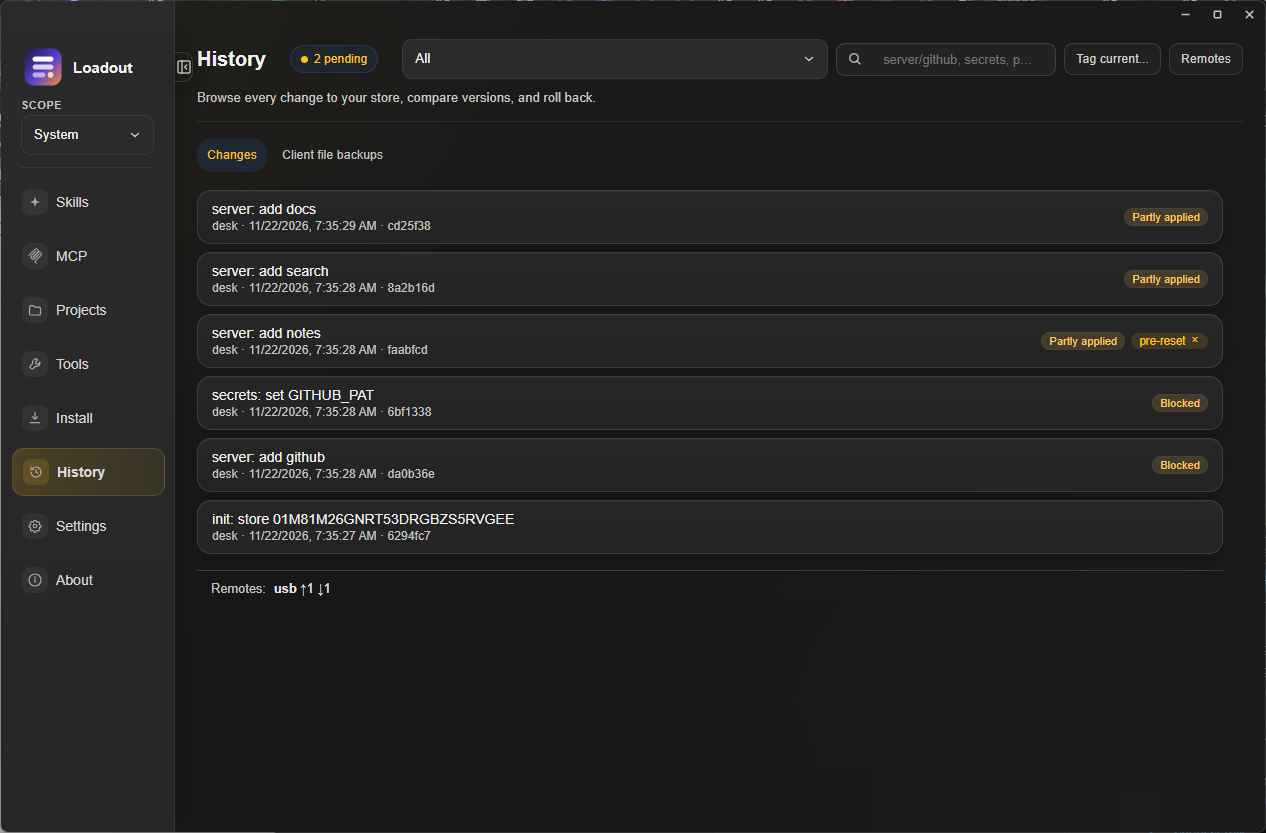 Loadout
SCOPE
System
Skills
MCP
Projects
Tools
Install
History
Settings
About
History
2 pending
All
server/github, secrets, p…
Tag current...
Remotes
Browse every change to your store, compare versions, and roll back.
Changes
Client file backups
server: add docs
desk · 11/22/2026, 7:35:29 AM · cd25f38
Partly applied
server: add search
desk · 11/22/2026, 7:35:28 AM · 8a2b16d
Partly applied
server: add notes
desk · 11/22/2026, 7:35:28 AM · faabfcd
Partly applied
pre-reset ×
secrets: set GITHUB_PAT
desk · 11/22/2026, 7:35:28 AM · 6bf1338
Blocked
server: add github
desk · 11/22/2026, 7:35:28 AM · da0b36e
Blocked
init: store 01M81M26GNRT53DRGBZS5RVGEE
desk · 11/22/2026, 7:35:27 AM · 6294fc7
Remotes: usb ↑1 ↓1